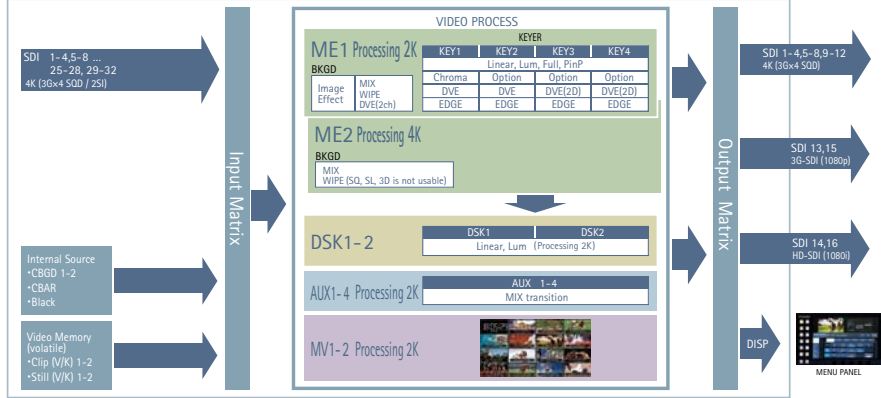 VIDEO PROCESS
SDI 1-4,5-8 ...
25-28, 29-32
4K (3Gx4 SQD / 2SI)
Internal Source
•CBGD 1-2
•CBAR
•Black
Video Memory
(volatile)
•Clip (V/K) 1-2
•Still (V/K) 1-2
Input Matrix
ME1 Processing 2K
BKGD
Image
Effect
MIX
WIPE
DVE(2ch)
KEYER
KEY1 KEY2 KEY3 KEY4
Linear, Lum, Full, PinP
Chroma Option Option Option
DVE DVE DVE(2D) DVE(2D)
EDGE EDGE EDGE EDGE
ME2 Processing 4K
BKGD
MIX
WIPE (SQ, SL, 3D is not usable)
DSK1-2
DSK1 DSK2
Linear, Lum (Processing 2K)
AUX1-4 Processing 2K
AUX 1-4
MIX transition
MV1-2 Processing 2K
Output Matrix
SDI 1-4,5-8,9-12
4K (3Gx4 SQD)
SDI 13,15
3G-SDI (1080p)
SDI 14,16
HD-SDI (1080i)
DISP
MENU PANEL